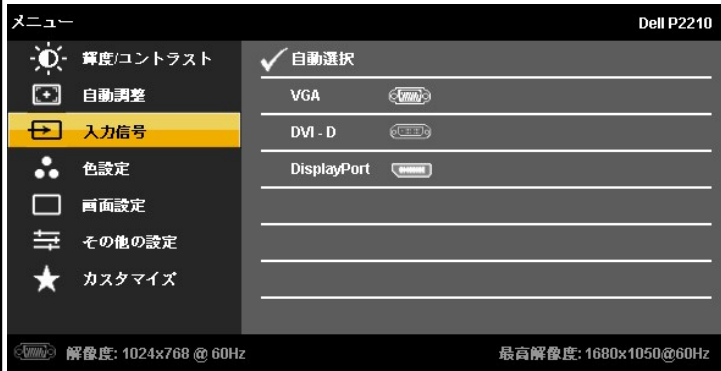 メニュー Dell P2210
輝度/コントラスト 自動選択
自動調整 VGA
入力信号 DVI - D
色設定 DisplayPort
画面設定
その他の設定
カスタマイズ
解像度: 1024x768 @ 60Hz 最高解像度: 1680x1050@60Hz